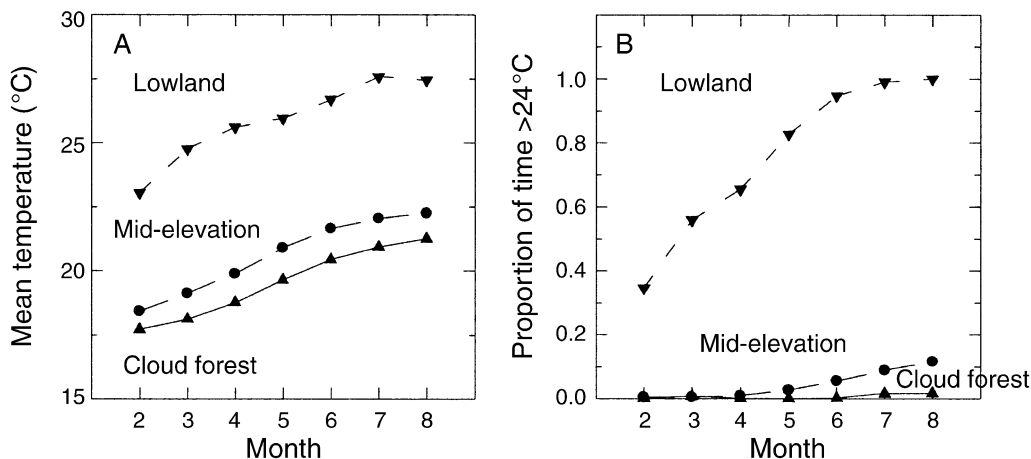 A
Mean temperature (°C)
30
25
20
15
Lowland
Mid-elevation
Cloud forest
2 3 4 5 6 7 8
Month
B
Proportion of time >24°C
1.0
0.8
0.6
0.4
0.2
0.0
Lowland
Mid-elevation
Cloud forest
2 3 4 5 6 7 8
Month